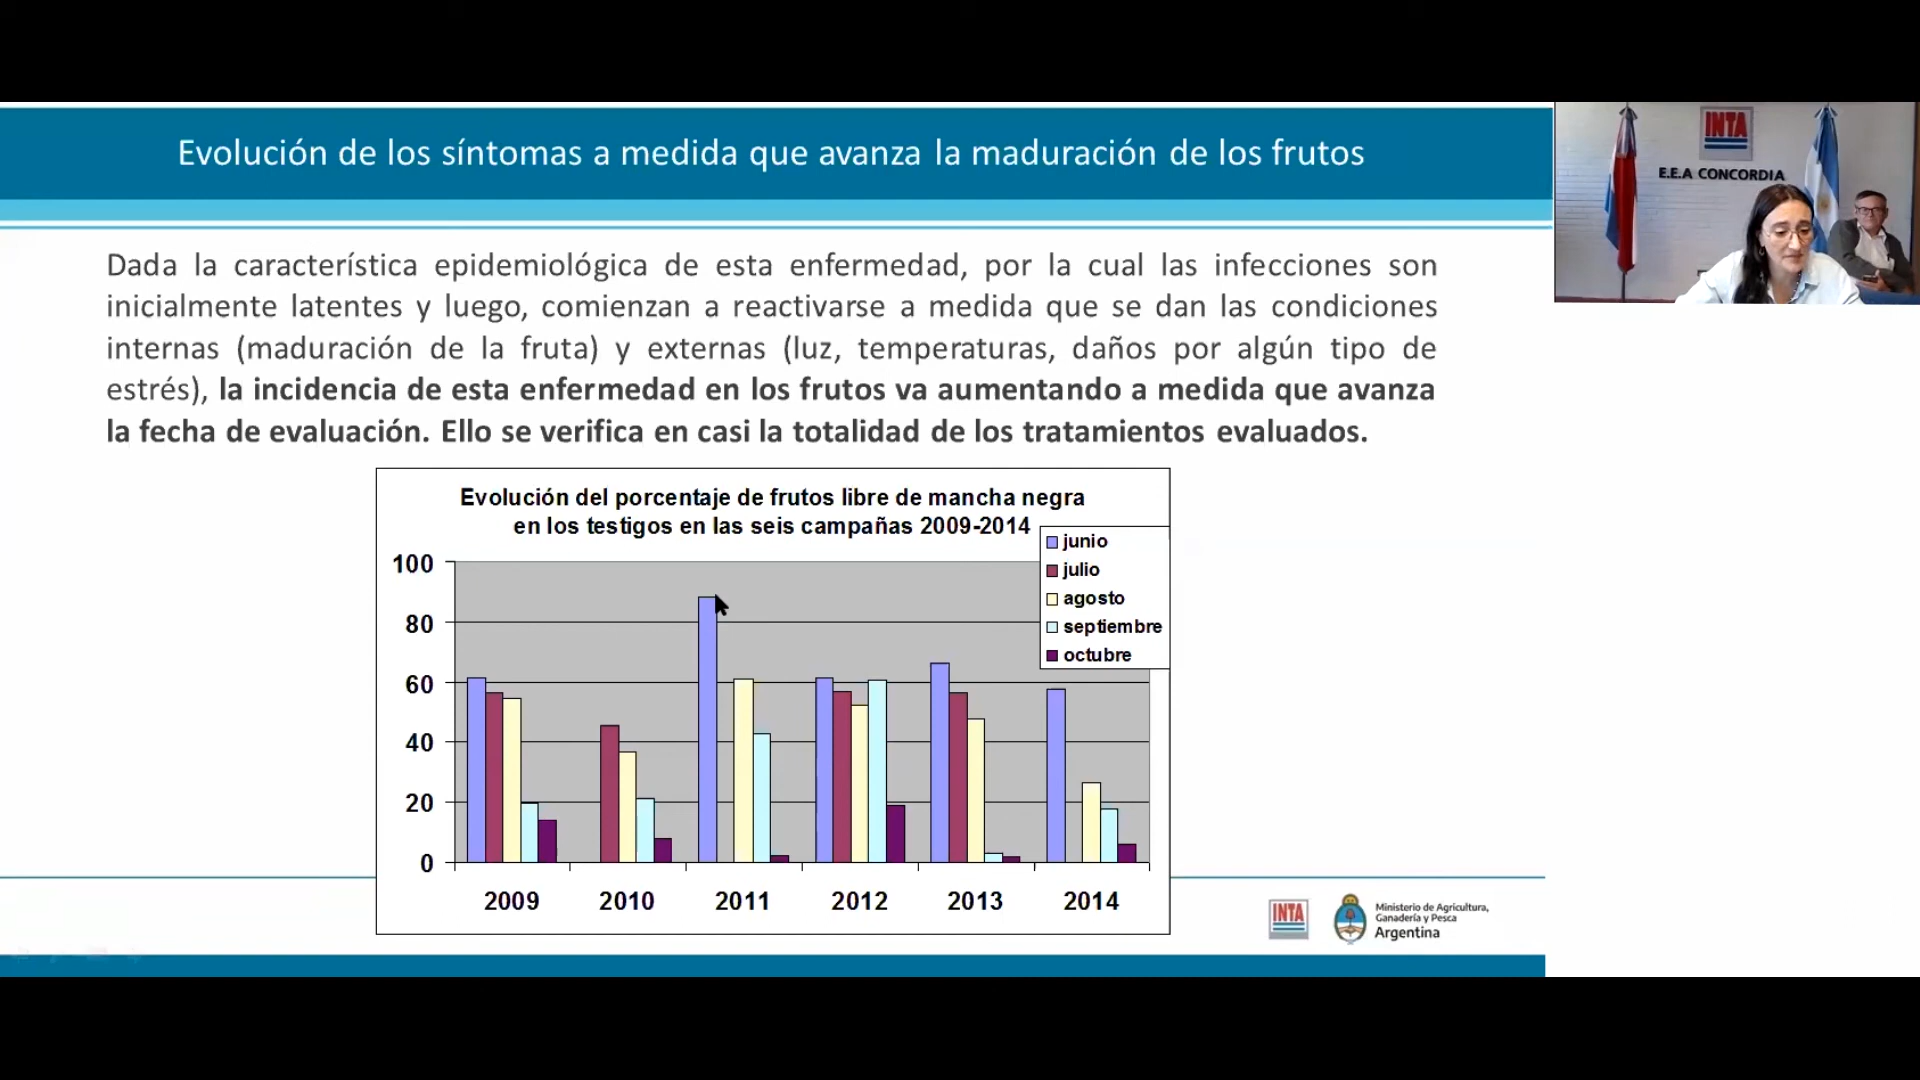 Evolución de los síntomas a medida que avanza la maduración de los frutos
INTA
E.E.A CONCORDIA
Dada la característica epidemiológica de esta enfermedad, por la cual las infecciones son
inicialmente latentes y luego, comienzan a reactivarse a medida que se dan las condiciones
internas (maduración de la fruta) y externas (luz, temperaturas, daños por algún tipo de
estrés), la incidencia de esta enfermedad en los frutos va aumentando a medida que avanza
la fecha de evaluación. Ello se verifica en casi la totalidad de los tratamientos evaluados.
Evolución del porcentaje de frutos libre de mancha negra
en los testigos en las seis campañas 2009-2014
junio
julio
agosto
septiembre
octubre
100
80
60
40
20
0
2009 2010 2011 2012 2013 2014
INTA
Ministerio de Agricultura,
Ganadería y Pesca
Argentina